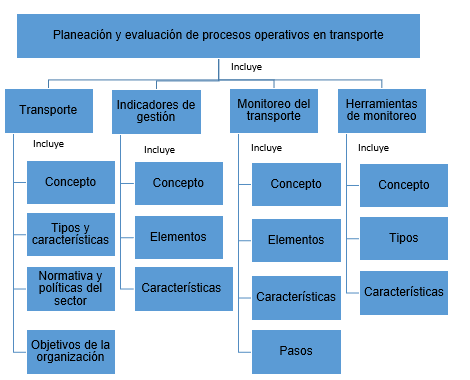 Planeación y evaluación de procesos operativos en transporte
Incluye
Transporte
Incluye
Concepto
Tipos y
características
Normativa y
políticas del
sector
Objetivos de la
organización
Indicadores de
gestión
Incluye
Concepto
Elementos
Características
Monitoreo del
transporte
Incluye
Concepto
Elementos
Características
Pasos
Herramientas
de monitoreo
Incluye
Concepto
Tipos
Características